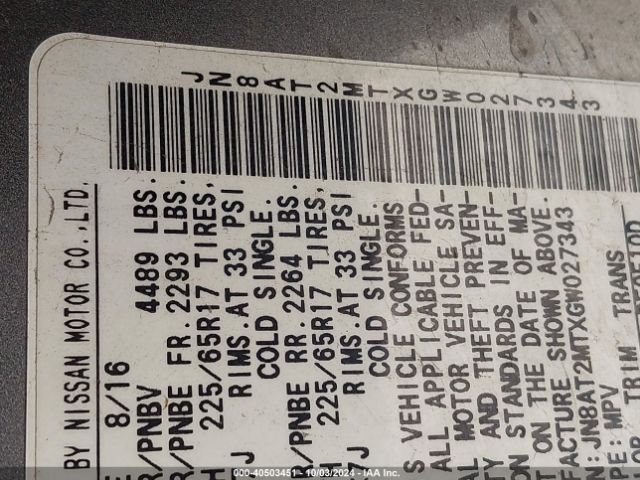 BY NISSAN MOTOR CO.,LTD.
8/16
R/PNBV 4489 LBS.
R/PNBE FR. 2293 LBS.
225/65R17 TIRES,
J RIMS.AT 33 PSI
COLD SINGLE.
/PNBE RR. 2264 LBS.
225/65R17 TIRES,
J RIMS.AT 33 PSI
COLD SINGLE.
S VEHICLE CONFORMS
ALL APPLICABLE FED-
AL MOTOR VEHICLE SA-
TY AND THEFT PREVEN-
ON STANDARDS IN EFF-
T ON THE DATE OF MA-
FACTURE SHOWN ABOVE.
N:JN8AT2MTXGW027343
PE: MPV
TRIM TRANS
JN8AT2MTXGW027343
000-40503451 - 10/03/2024 - IAA Inc.